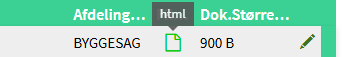 Afdeling... html Dok.Større...
BYGGESAG 900 B